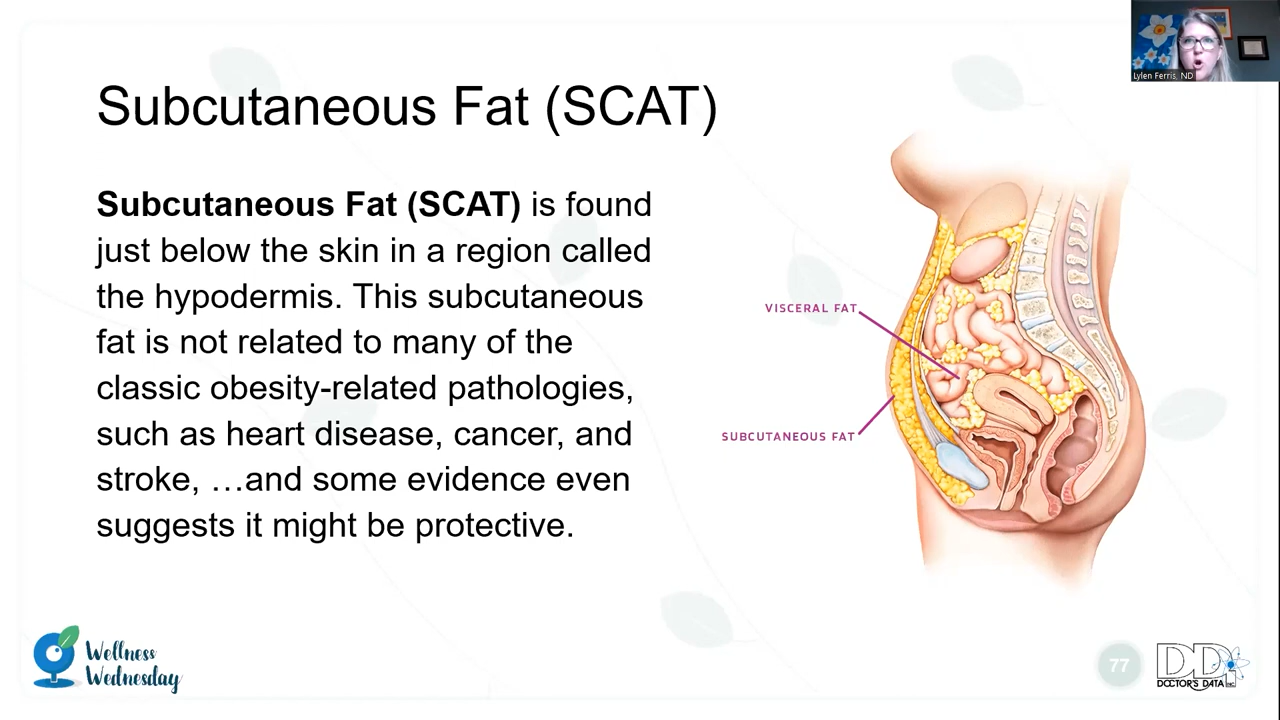 Lylen Ferris, ND
Subcutaneous Fat (SCAT)
Subcutaneous Fat (SCAT) is found
just below the skin in a region called
the hypodermis. This subcutaneous
fat is not related to many of the
classic obesity-related pathologies,
such as heart disease, cancer, and
stroke, …and some evidence even
suggests it might be protective.
VISCERAL FAT
SUBCUTANEOUS FAT
Wellness
Wednesday
77
DDI
DOCTOR'S DATA INC